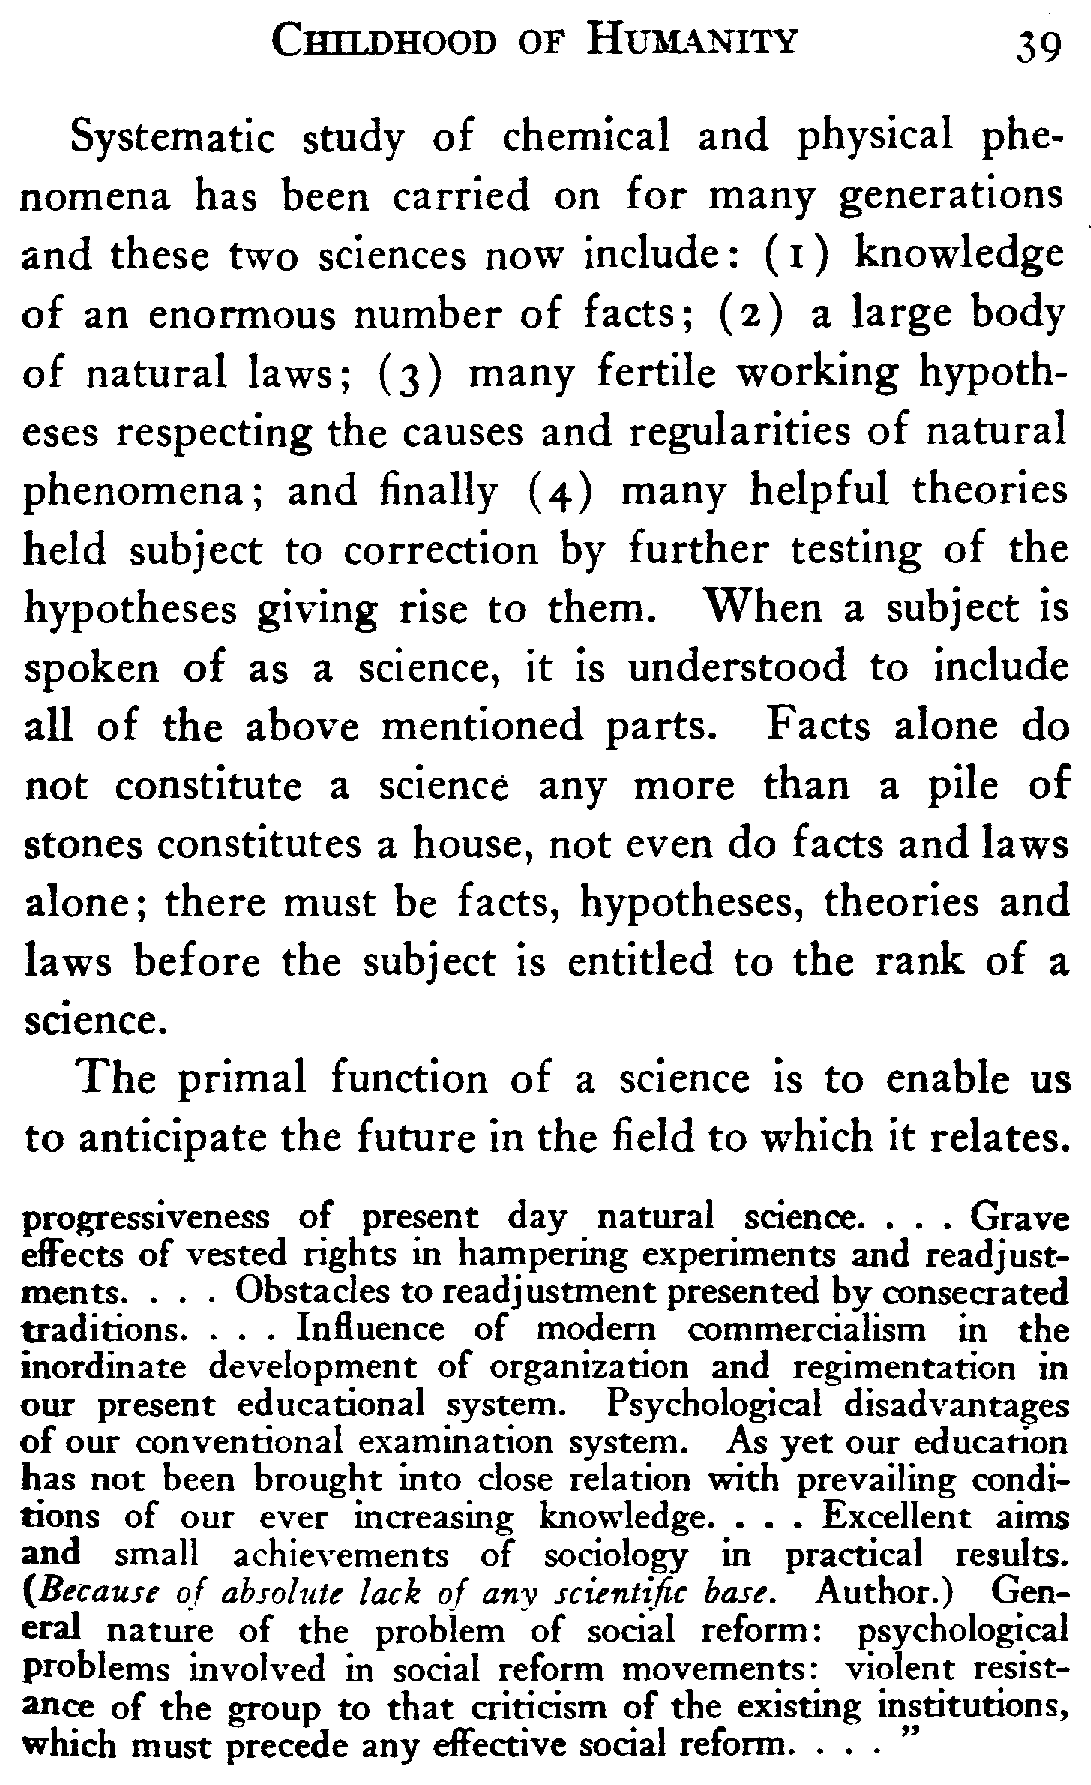 CHILDHOOD OF HUMANITY 39
Systematic study of chemical and physical phe-
nomena has been carried on for many generations
and these two sciences now include: (1) knowledge
of an enormous number of facts; (2) a large body
of natural laws; (3) many fertile working hypoth-
eses respecting the causes and regularities of natural
phenomena; and finally (4) many helpful theories
held subject to correction by further testing of the
hypotheses giving rise to them. When a subject is
spoken of as a science, it is understood to include
all of the above mentioned parts. Facts alone do
not constitute a science any more than a pile of
stones constitutes a house, not even do facts and laws
alone; there must be facts, hypotheses, theories and
laws before the subject is entitled to the rank of a
science.
The primal function of a science is to enable us
to anticipate the future in the field to which it relates.
progressiveness of present day natural science. . . . Grave
effects of vested rights in hampering experiments and readjust-
ments. . . . Obstacles to readjustment presented by consecrated
traditions. . . . Influence of modern commercialism in the
inordinate development of organization and regimentation in
our present educational system. Psychological disadvantages
of our conventional examination system. As yet our education
has not been brought into close relation with prevailing condi-
tions of our ever increasing knowledge. . . . Excellent aims
and small achievements of sociology in practical results.
(Because of absolute lack of any scientific base. Author.) Gen-
eral nature of the problem of social reform: psychological
problems involved in social reform movements: violent resist-
ance of the group to that criticism of the existing institutions,
which must precede any effective social reform. . . . "